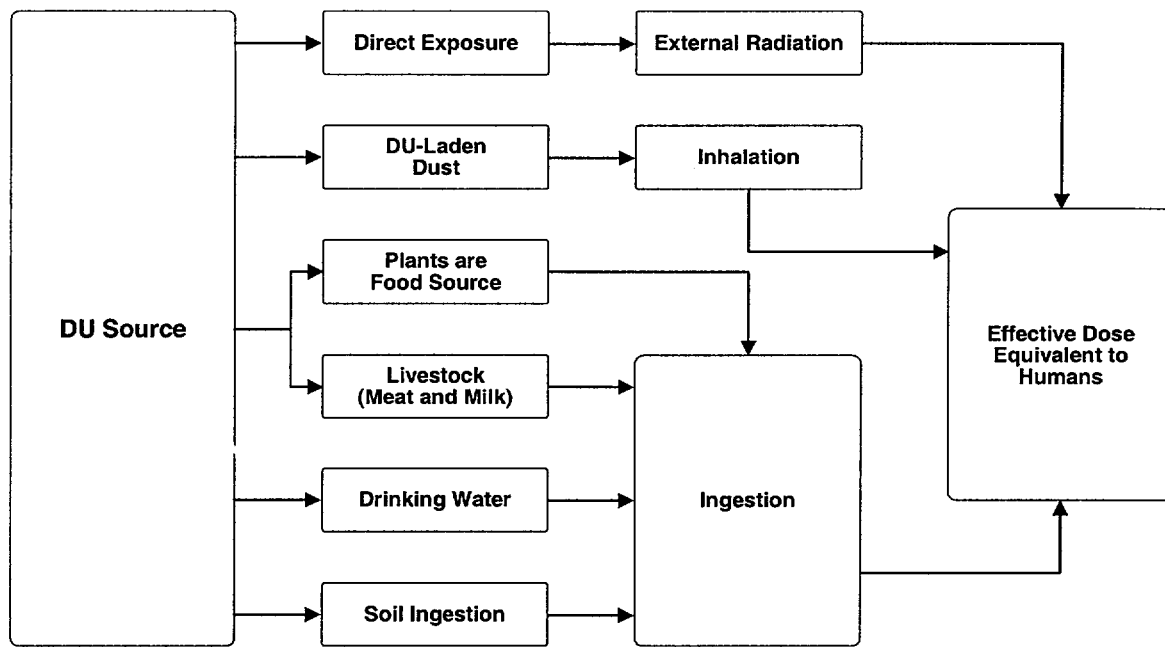 Direct Exposure
External Radiation
DU-Laden
Dust
Inhalation
Plants are
Food Source
DU Source
Livestock
(Meat and Milk)
Effective Dose
Equivalent to
Humans
Drinking Water
Ingestion
Soil Ingestion